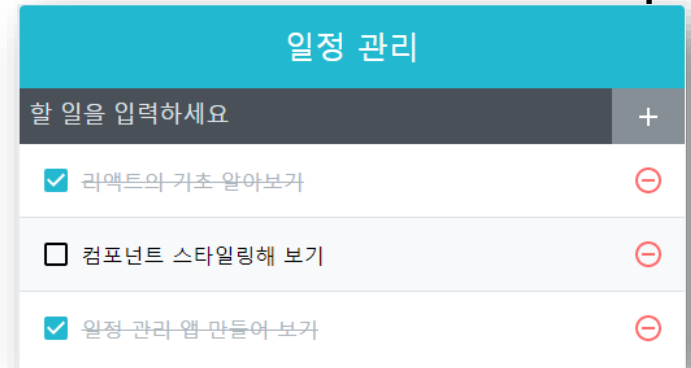 일정 관리
할 일을 입력하세요
리액트의 기초 알아보기
컴포넌트 스타일링해 보기
일정 관리 앱 만들어 보기